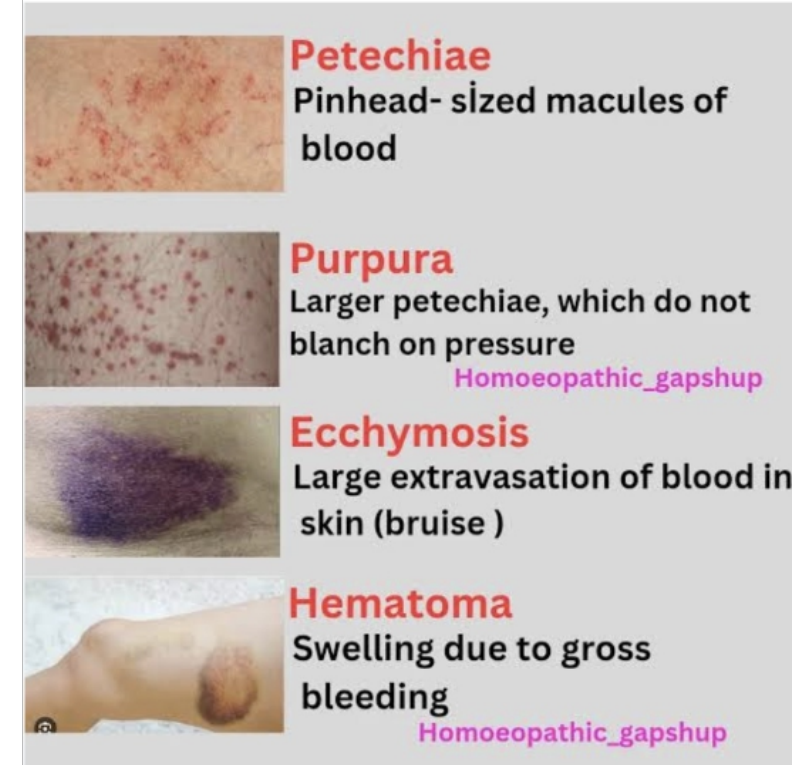 Petechiae
Pinhead- sized macules of
blood
Purpura
Larger petechiae, which do not
blanch on pressure
Homoeopathic_gapshup
Ecchymosis
Large extravasation of blood in
skin (bruise )
Hematoma
Swelling due to gross
bleeding
Homoeopathic_gapshup